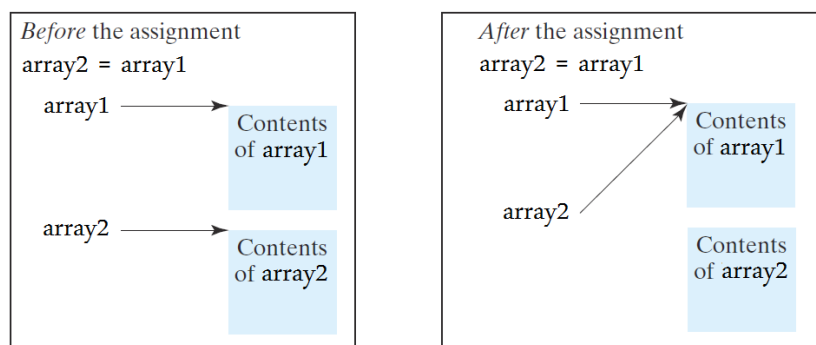 Before the assignment
array2 = array1
array1
Contents
of array1
array2
Contents
of array2
After the assignment
array2 = array1
array1
Contents
of array1
array2
Contents
of array2